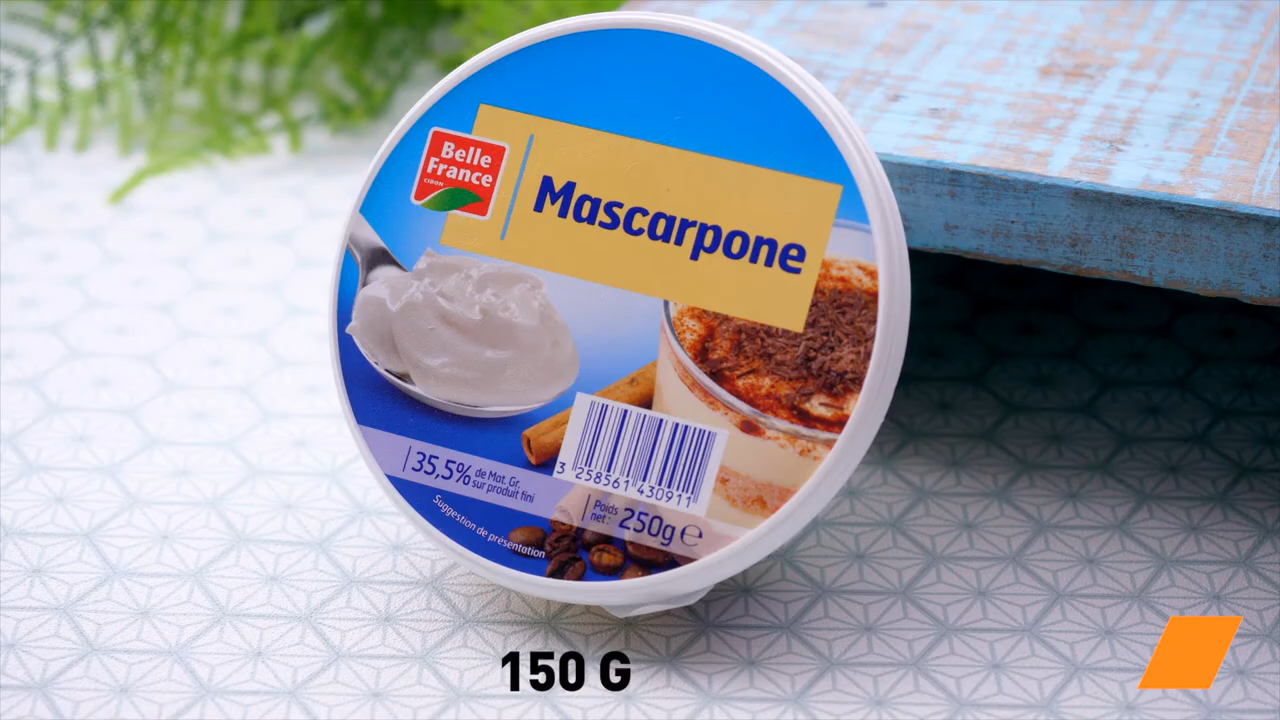 Belle
France
CIBON
Mascarpone
35,5% de Mat. Gr.
sur produit fini
3 258561 430911
Poids
net: 250g e
Suggestion de présentation
150 G